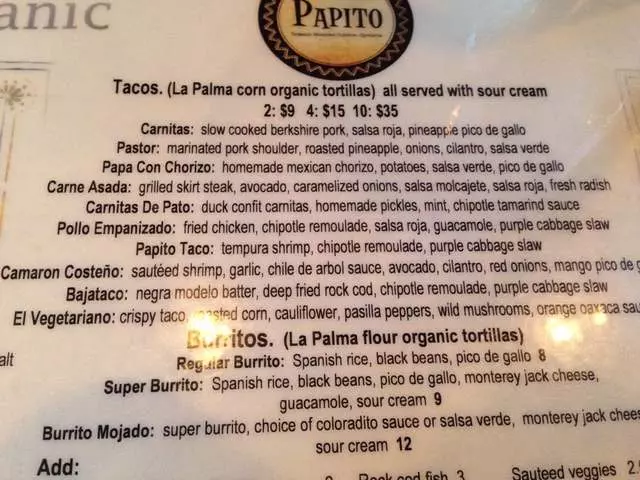 anic
PAPITO
Tacos. (La Palma corn organic tortillas) all served with sour cream
2: $9 4: $15 10: $35
Carnitas: slow cooked berkshire pork, salsa roja, pineapple pico de gallo
Pastor: marinated pork shoulder, roasted pineapple, onions, cilantro, salsa verde
Papa Con Chorizo: homemade mexican chorizo, potatoes, salsa verde, pico de gallo
Carne Asada: grilled skirt steak, avocado, caramelized onions, salsa molcajete, salsa roja, fresh radish
Carnitas De Pato: duck confit carnitas, homemade pickles, mint, chipotle tamarind sauce
Pollo Empanizado: fried chicken, chipotle remoulade, salsa roja, guacamole, purple cabbage slaw
Papito Taco: tempura shrimp, chipotle remoulade, purple cabbage slaw
Camaron Costeño: sautéed shrimp, garlic, chile de arbol sauce, avocado, cilantro, red onions, mango pico de g
Bajataco: negra modelo batter, deep fried rock cod, chipotle remoulade, purple cabbage slaw
El Vegetariano: crispy taco, roasted corn, cauliflower, pasilla peppers, wild mushrooms, orange oaxaca sau
Burritos. (La Palma flour organic tortillas)
alt
Regular Burrito: Spanish rice, black beans, pico de gallo 8
Super Burrito: Spanish rice, black beans, pico de gallo, monterey jack cheese,
guacamole, sour cream 9
Burrito Mojado: super burrito, choice of coloradito sauce or salsa verde, monterey jack chees
sour cream 12
Add:
Rock cod fish 3 Sauteed veggies 2.